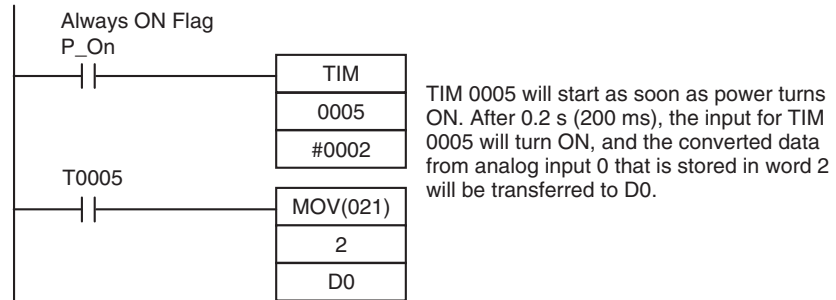 Always ON Flag
P_On
TIM
0005
#0002
TIM 0005 will start as soon as power turns
ON. After 0.2 s (200 ms), the input for TIM
0005 will turn ON, and the converted data
from analog input 0 that is stored in word 2
will be transferred to D0.
T0005
MOV(021)
2
D0